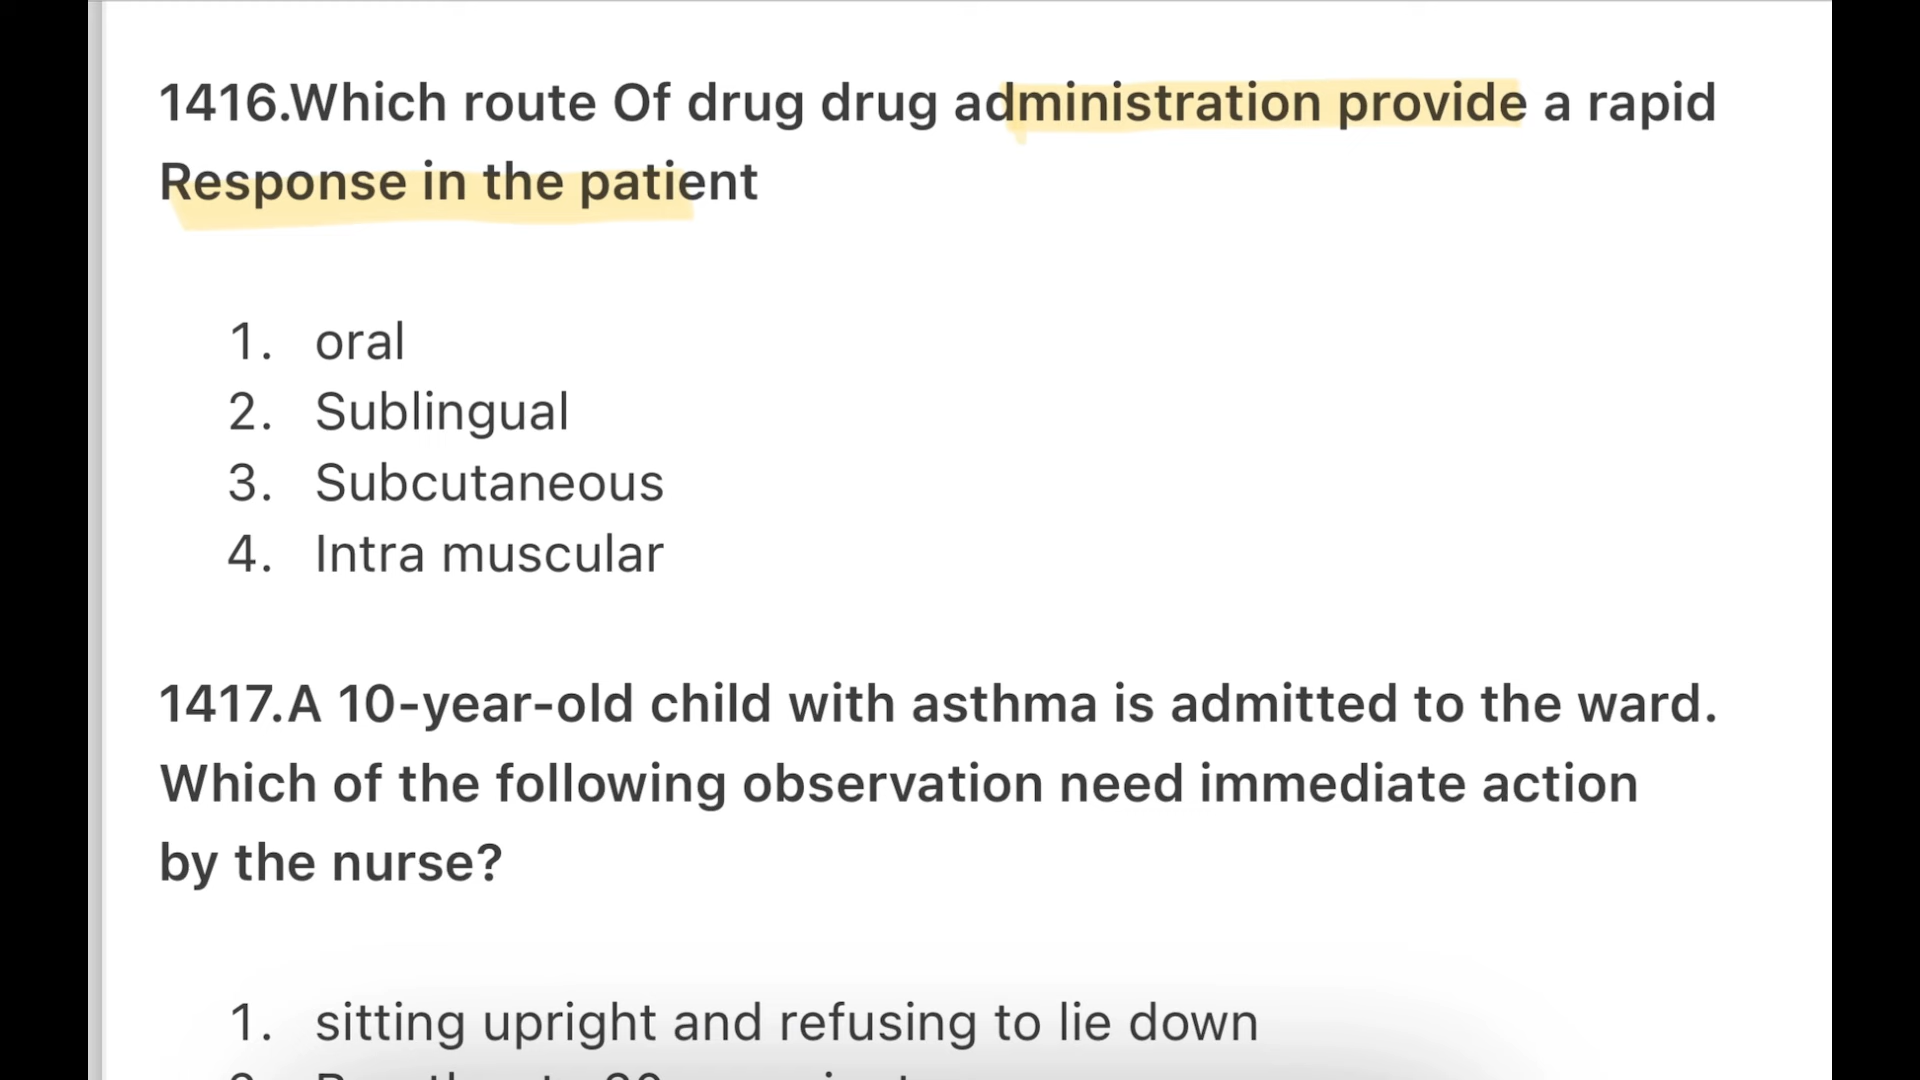 1416.Which route Of drug drug administration provide a rapid
Response in the patient
1. oral
2. Sublingual
3. Subcutaneous
4. Intra muscular
1417.A 10-year-old child with asthma is admitted to the ward.
Which of the following observation need immediate action
by the nurse?
1. sitting upright and refusing to lie down